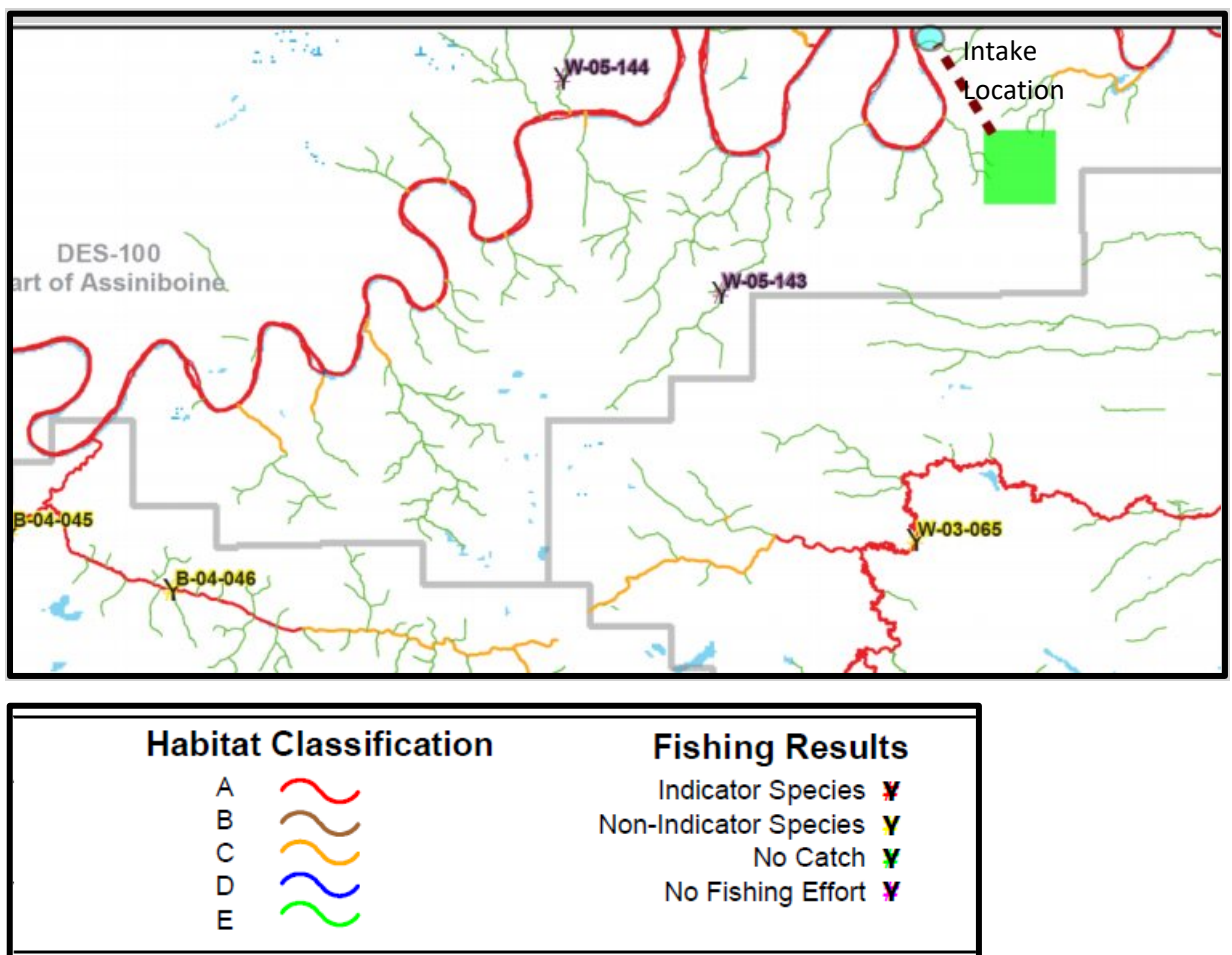 W-05-144
Intake
Location
DES-100
art of Assiniboine
W-05-143
B-04-045
W-03-065
B-04-046
Habitat Classification
A
B
C
D
E
Fishing Results
Indicator Species
Non-Indicator Species
No Catch
No Fishing Effort